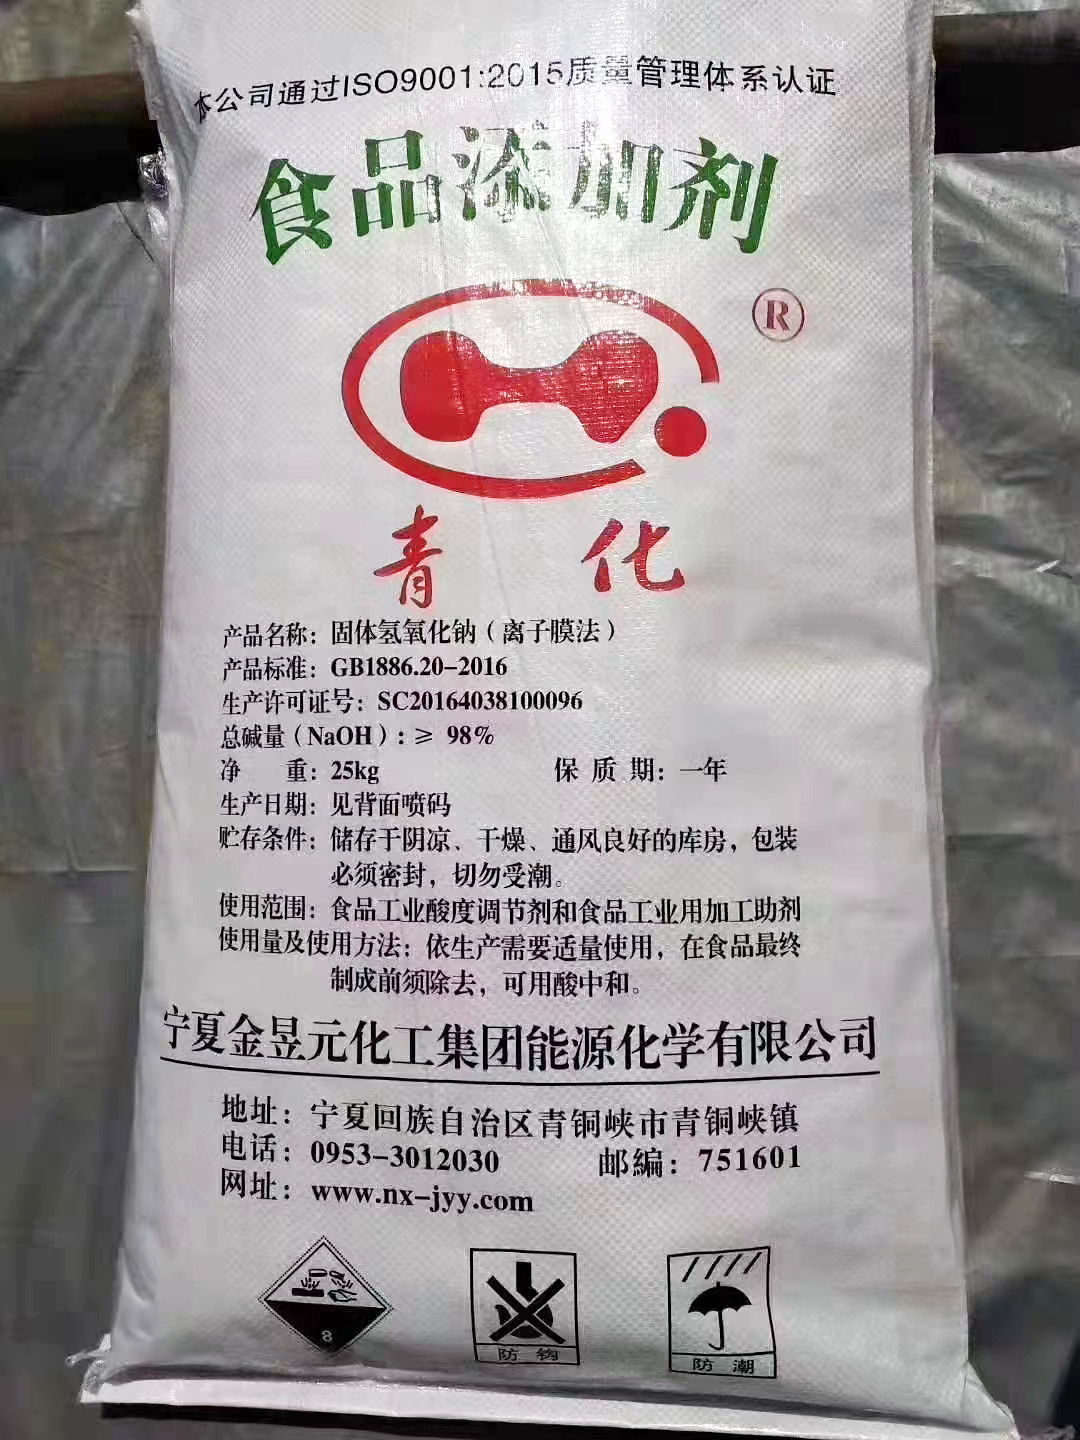 本公司通过ISO9001:2015质量管理体系认证
食品添加剂
R
青 化
产品名称：固体氢氧化钠（离子膜法）
产品标准：GB1886.20-2016
生产许可证号：SC20164038100096
总碱量（NaOH）：≥ 98%
净 重：25kg 保 质 期：一年
生产日期：见背面喷码
贮存条件：储存于阴凉、干燥、通风良好的库房，包装
必须密封，切勿受潮。
使用范围：食品工业酸度调节剂和食品工业用加工助剂
使用量及使用方法：依生产需要适量使用，在食品最终
制成前须除去，可用酸中和。
宁夏金昱元化工集团能源化学有限公司
地址：宁夏回族自治区青铜峡市青铜峡镇
电话：0953-3012030 邮编：751601
网址：www.nx-jyy.com
8
防 钩
防 潮